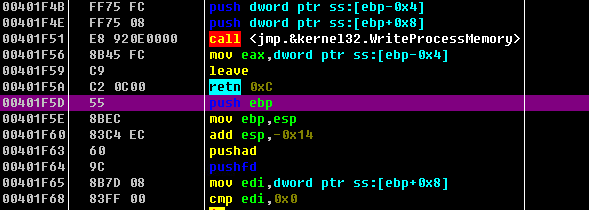 00401F4B FF75 FC push dword ptr ss:[ebp-0x4]
00401F4E FF75 08 push dword ptr ss:[ebp+0x8]
00401F51 E8 920E0000 call <jmp.&kernel32.WriteProcessMemory>
00401F56 8B45 FC mov eax,dword ptr ss:[ebp-0x4]
00401F59 C9 leave
00401F5A C2 0C00 retn 0xC
00401F5D 55 push ebp
00401F5E 8BEC mov ebp,esp
00401F60 83C4 EC add esp,-0x14
00401F63 60 pushad
00401F64 9C pushfd
00401F65 8B7D 08 mov edi,dword ptr ss:[ebp+0x8]
00401F68 83FF 00 cmp edi,0x0